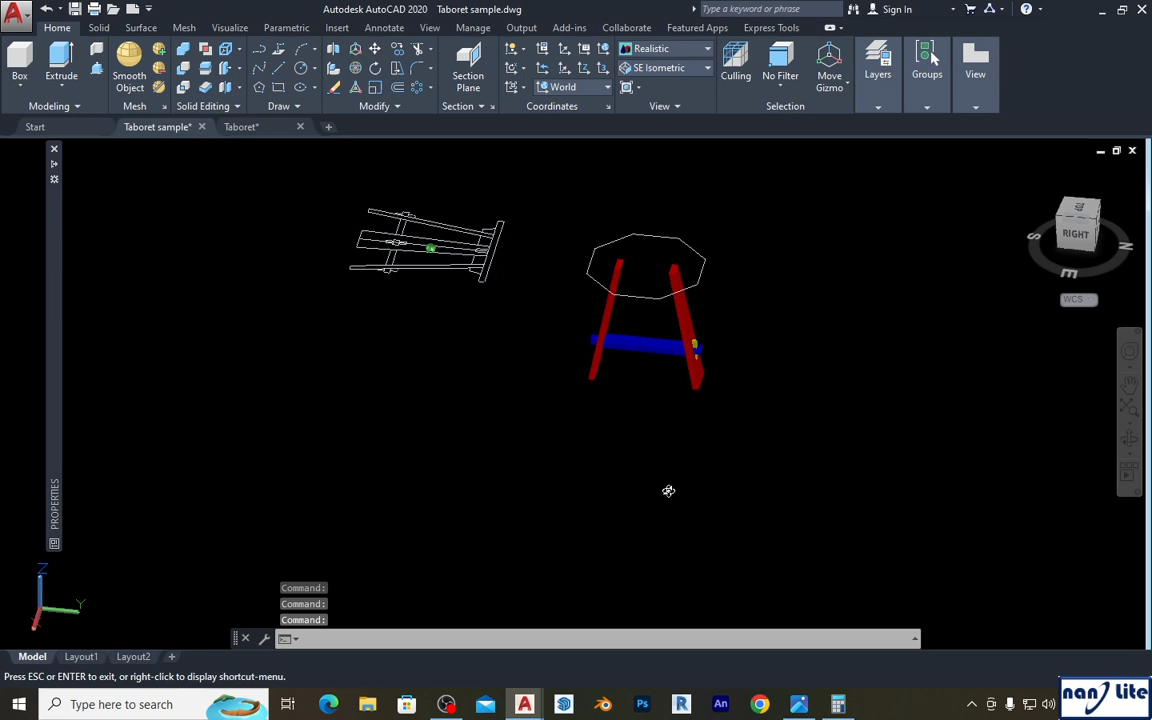 Autodesk AutoCAD 2020 Taboret sample.dwg
Type a keyword or phrase
Sign In
Home Solid Surface Mesh Visualize Parametric Insert Annotate View Manage Output Add-ins Collaborate Featured Apps Express Tools
Box
Extrude
Smooth
Object
Section
Plane
Realistic
SE Isometric
World
Culling
No Filter
Move
Gizmo
Layers
Groups
View
Modeling
Mesh
Solid Editing
Draw
Modify
Section
Coordinates
View
Selection
Start
Taboret sample*
Taboret*
RIGHT
S
N
E
WCS
PROPERTIES
Z
Y
Command:
Command:
Command:
Model Layout1 Layout2
Press ESC or ENTER to exit, or right-click to display shortcut-menu.
Type here to search
nan lite